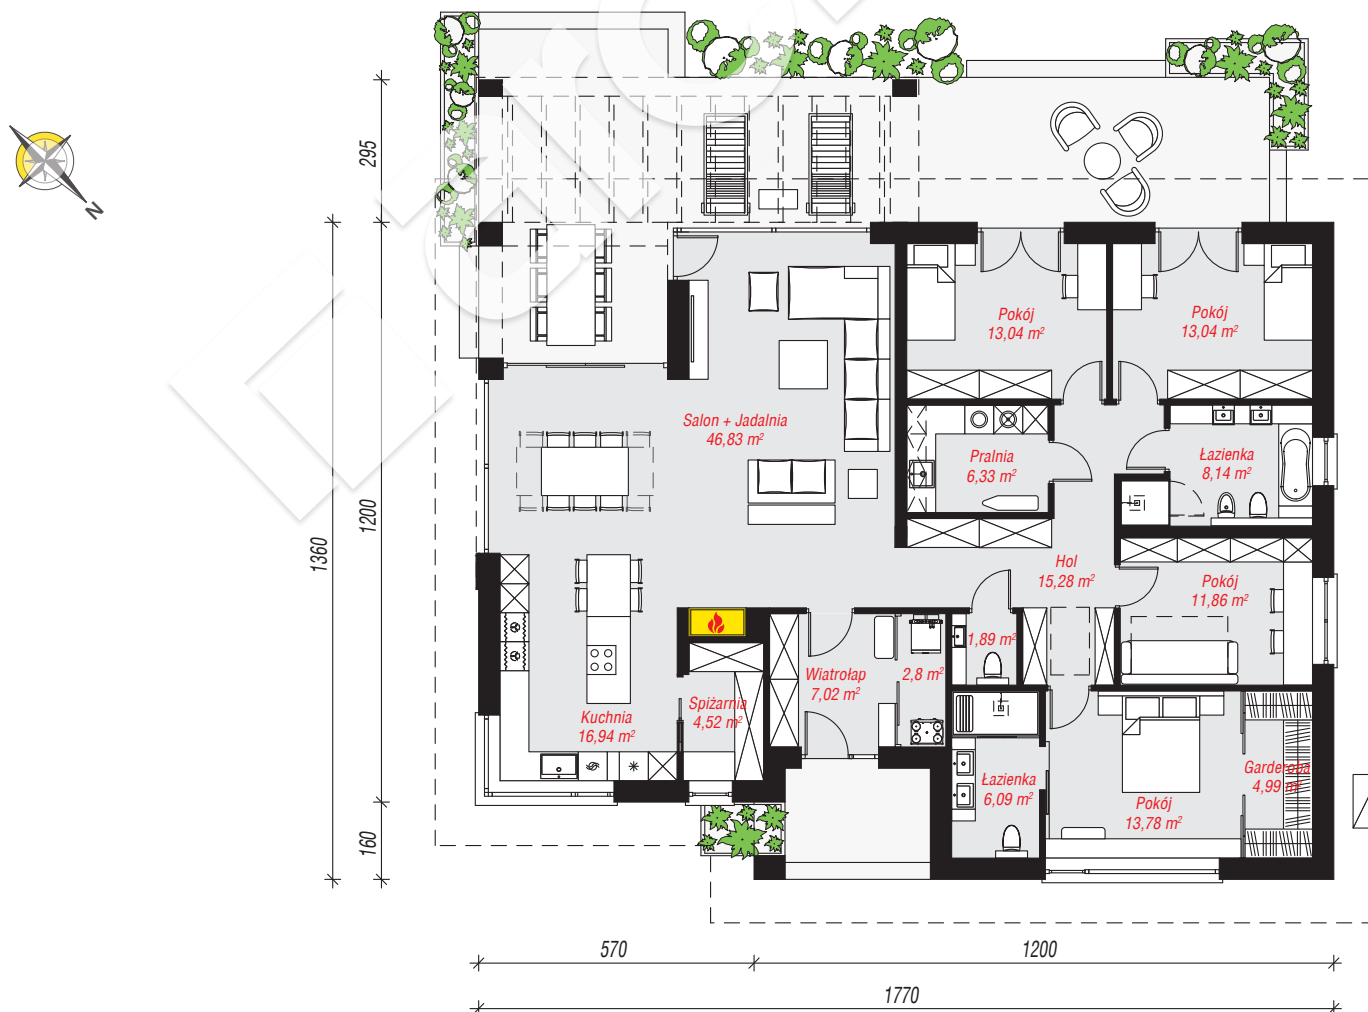 N
295
1360
1200
160
Pokój
13,04 m²
Pokój
13,04 m²
Salon + Jadalnia
46,83 m²
Pralnia
6,33 m²
Łazienka
8,14 m²
Hol
15,28 m²
Pokój
11,86 m²
1,89 m²
Wiatrołap
7,02 m²
2,8 m²
Spiżarnia
4,52 m²
Kuchnia
16,94 m²
Łazienka
6,09 m²
Pokój
13,78 m²
Garderoba
4,99 m²
570
1200
1770